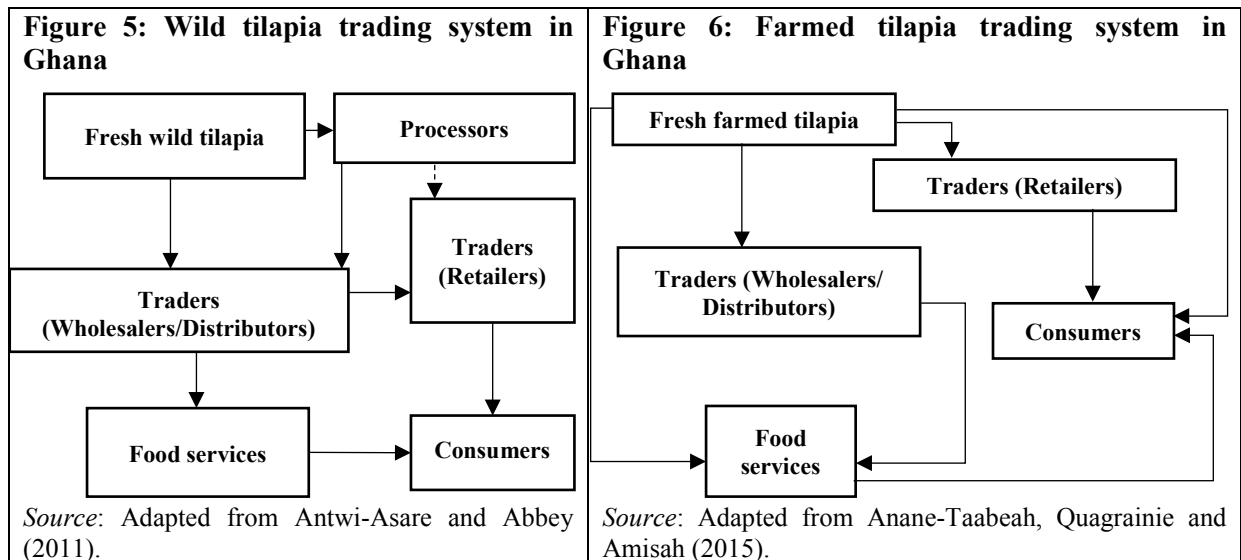 Figure 5: Wild tilapia trading system in
Ghana
Fresh wild tilapia
Processors
Traders
(Retailers)
Traders
(Wholesalers/Distributors)
Food services
Consumers
Source: Adapted from Antwi-Asare and Abbey
(2011).
Figure 6: Farmed tilapia trading system in
Ghana
Fresh farmed tilapia
Traders (Retailers)
Traders (Wholesalers/
Distributors)
Consumers
Food
services
Source: Adapted from Anane-Taabeah, Quagrainie and
Amisah (2015).